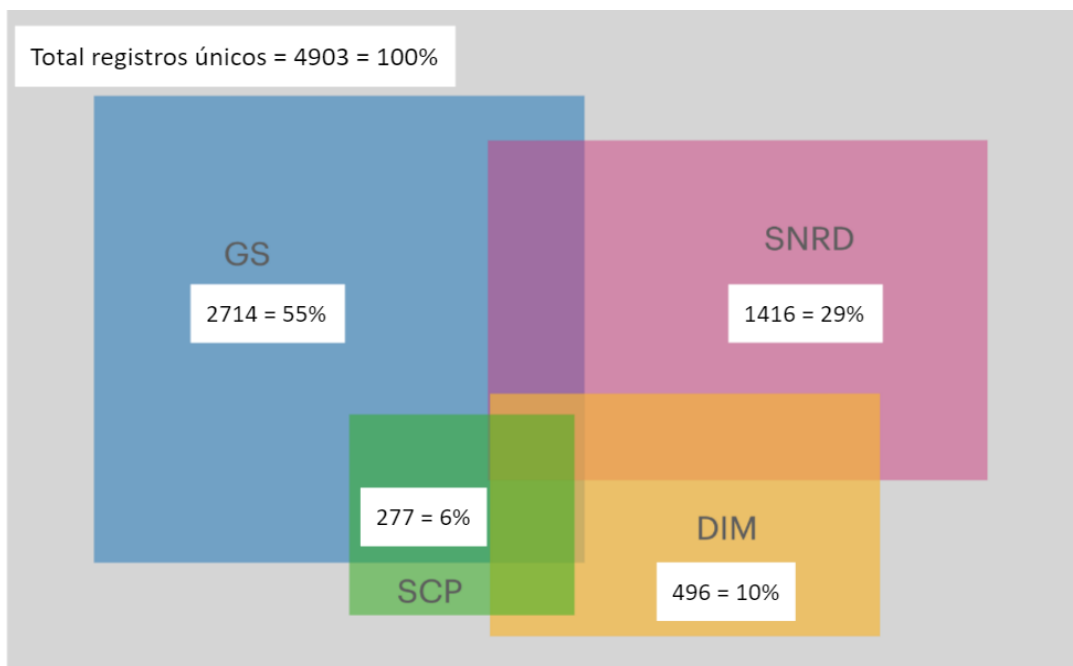 Total registros únicos = 4903 = 100%
GS
2714 = 55%
SNRD
1416 = 29%
277 = 6%
SCP
DIM
496 = 10%